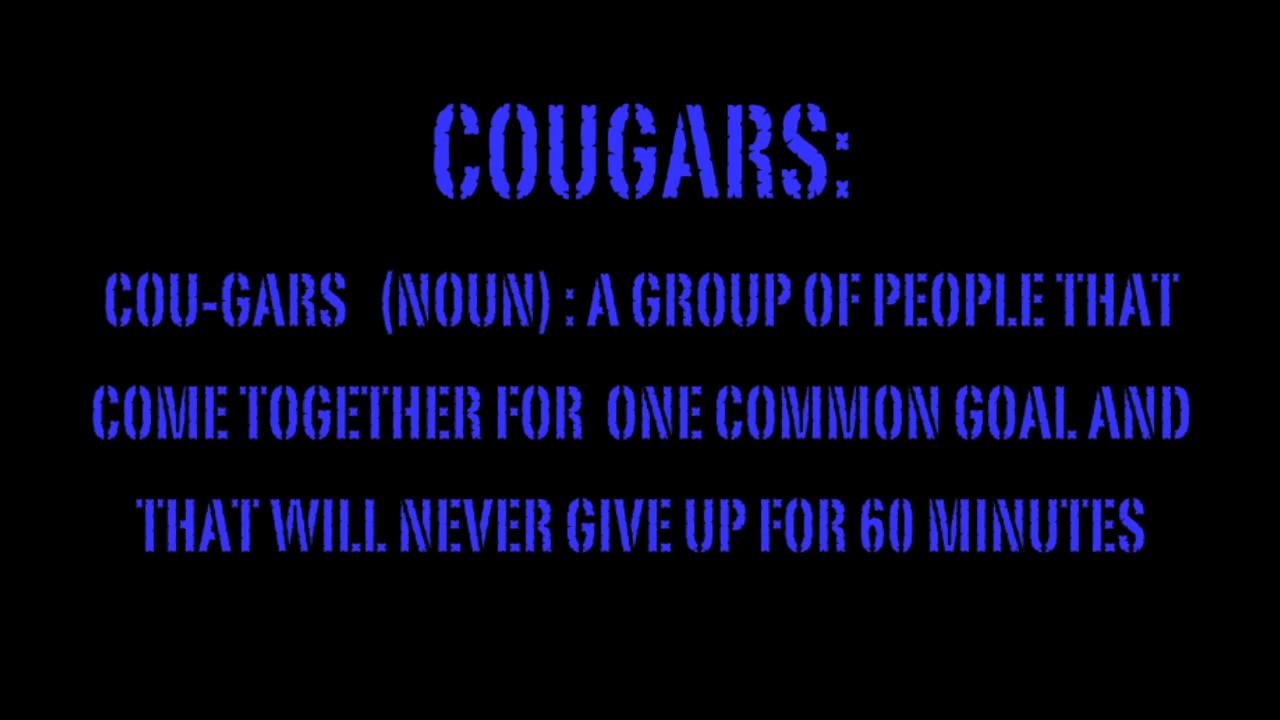 COUGARS:
COU-GARS (NOUN) : A GROUP OF PEOPLE THAT
COME TOGETHER FOR ONE COMMON GOAL AND
THAT WILL NEVER GIVE UP FOR 60 MINUTES